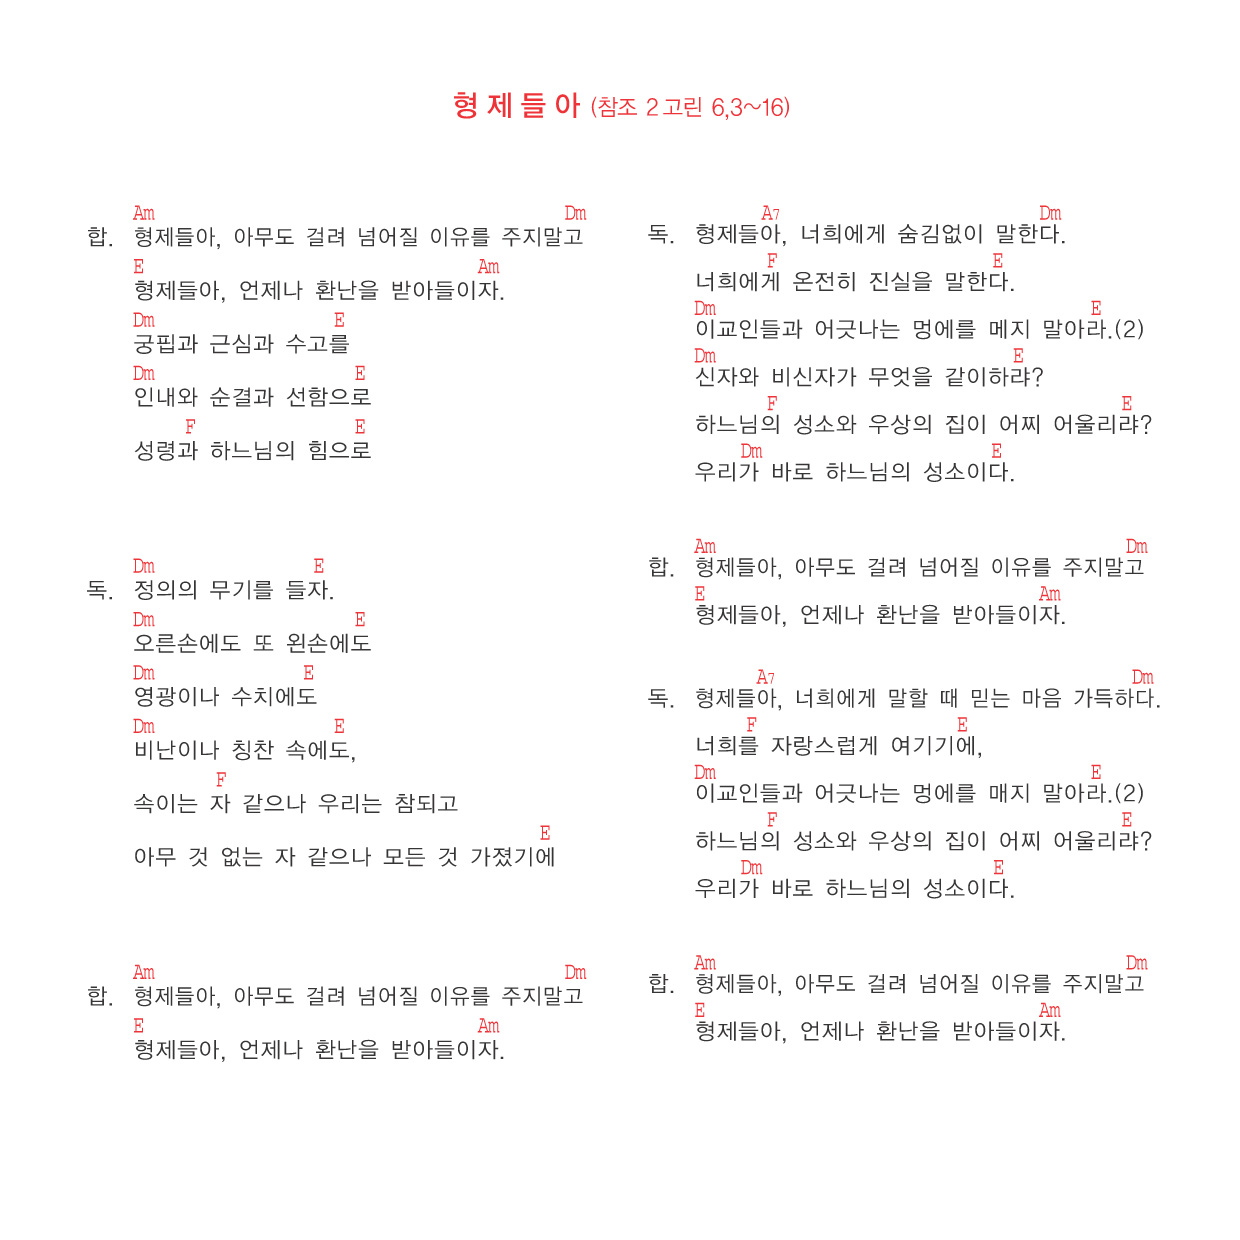 형제들아 (참조 2고린 6,3~16)
Am Dm
합. 형제들아, 아무도 걸려 넘어질 이유를 주지말고
E Am
형제들아, 언제나 환난을 받아들이자.
Dm E
궁핍과 근심과 수고를
Dm E
인내와 순결과 선함으로
F E
성령과 하느님의 힘으로
Dm E
독. 정의의 무기를 들자.
Dm E
오른손에도 또 왼손에도
Dm E
영광이나 수치에도
Dm E
비난이나 칭찬 속에도,
F
속이는 자 같으나 우리는 참되고
E
아무 것 없는 자 같으나 모든 것 가졌기에
Am Dm
합. 형제들아, 아무도 걸려 넘어질 이유를 주지말고
E Am
형제들아, 언제나 환난을 받아들이자.
A7 Dm
독. 형제들아, 너희에게 숨김없이 말한다.
F E
너희에게 온전히 진실을 말한다.
Dm E
이교인들과 어긋나는 멍에를 메지 말아라.(2)
Dm E
신자와 비신자가 무엇을 같이하랴?
F E
하느님의 성소와 우상의 집이 어찌 어울리랴?
Dm E
우리가 바로 하느님의 성소이다.
Am Dm
합. 형제들아, 아무도 걸려 넘어질 이유를 주지말고
E Am
형제들아, 언제나 환난을 받아들이자.
A7 Dm
독. 형제들아, 너희에게 말할 때 믿는 마음 가득하다.
F E
너희를 자랑스럽게 여기기에,
Dm E
이교인들과 어긋나는 멍에를 매지 말아라.(2)
F E
하느님의 성소와 우상의 집이 어찌 어울리랴?
Dm E
우리가 바로 하느님의 성소이다.
Am Dm
합. 형제들아, 아무도 걸려 넘어질 이유를 주지말고
E Am
형제들아, 언제나 환난을 받아들이자.